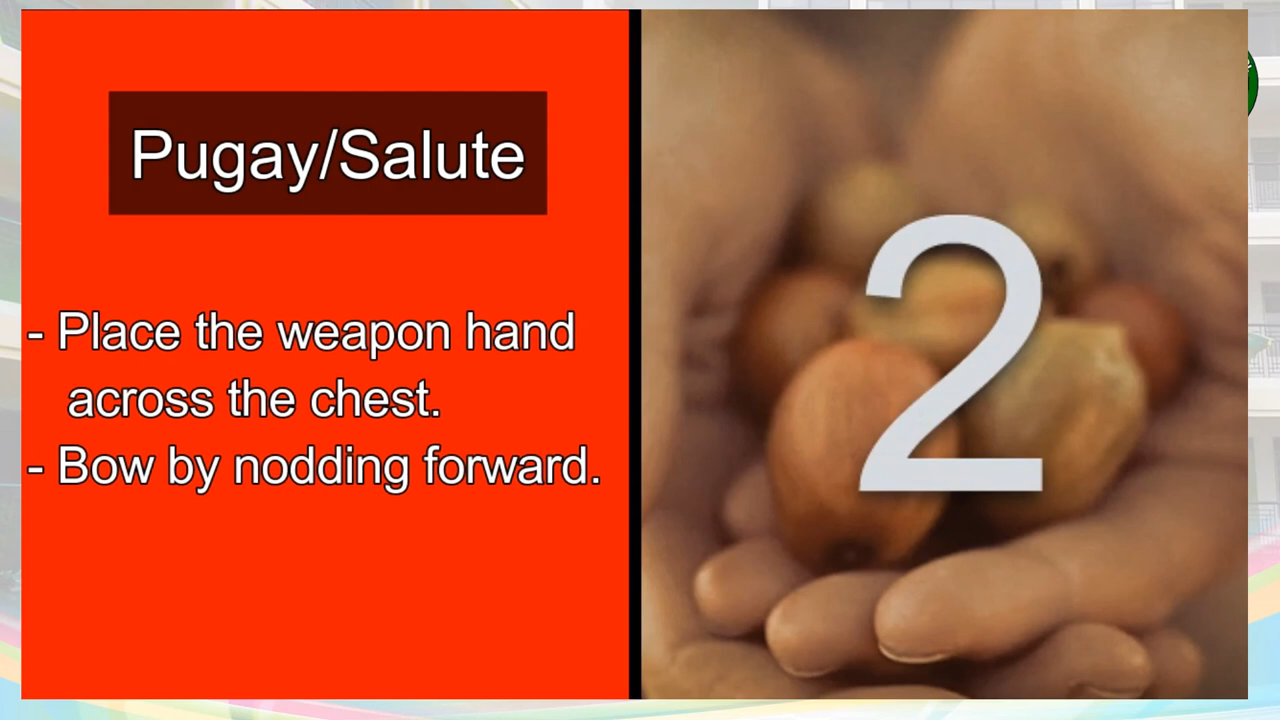 Pugay/Salute
- Place the weapon hand
across the chest.
- Bow by nodding forward.
2